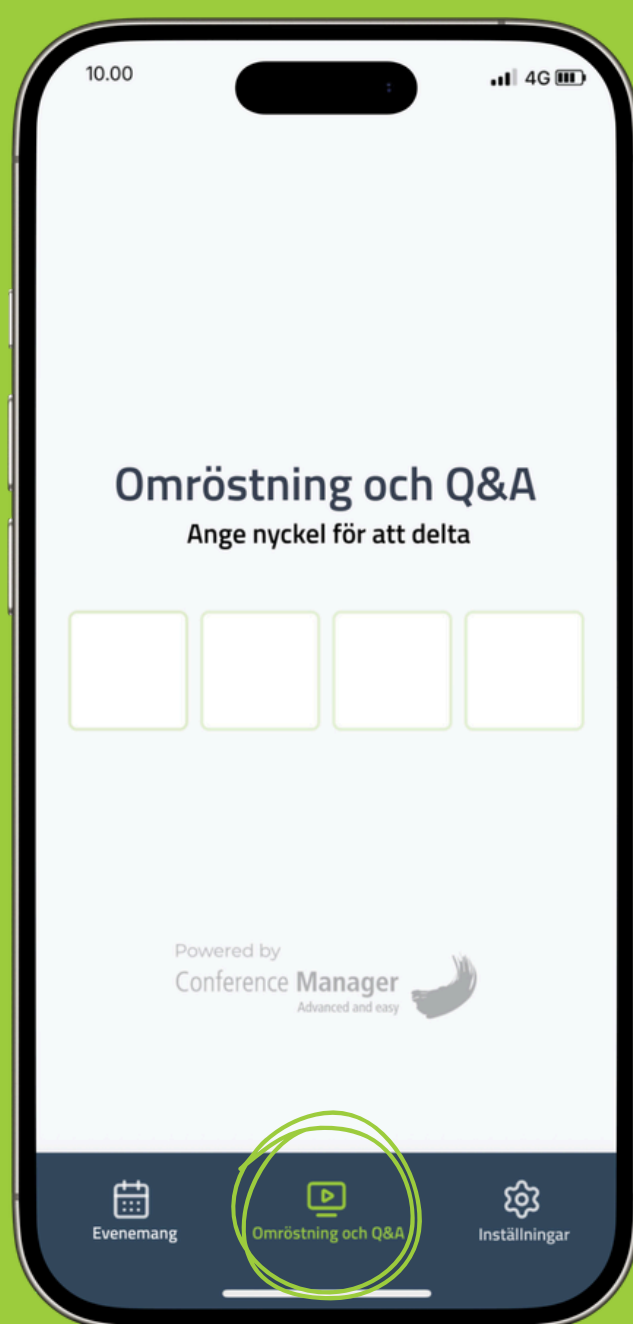 10.00
4G
Omröstning och Q&A
Ange nyckel för att delta
Powered by
Conference Manager
Advanced and easy
Evenemang
Omröstning och Q&A
Inställningar